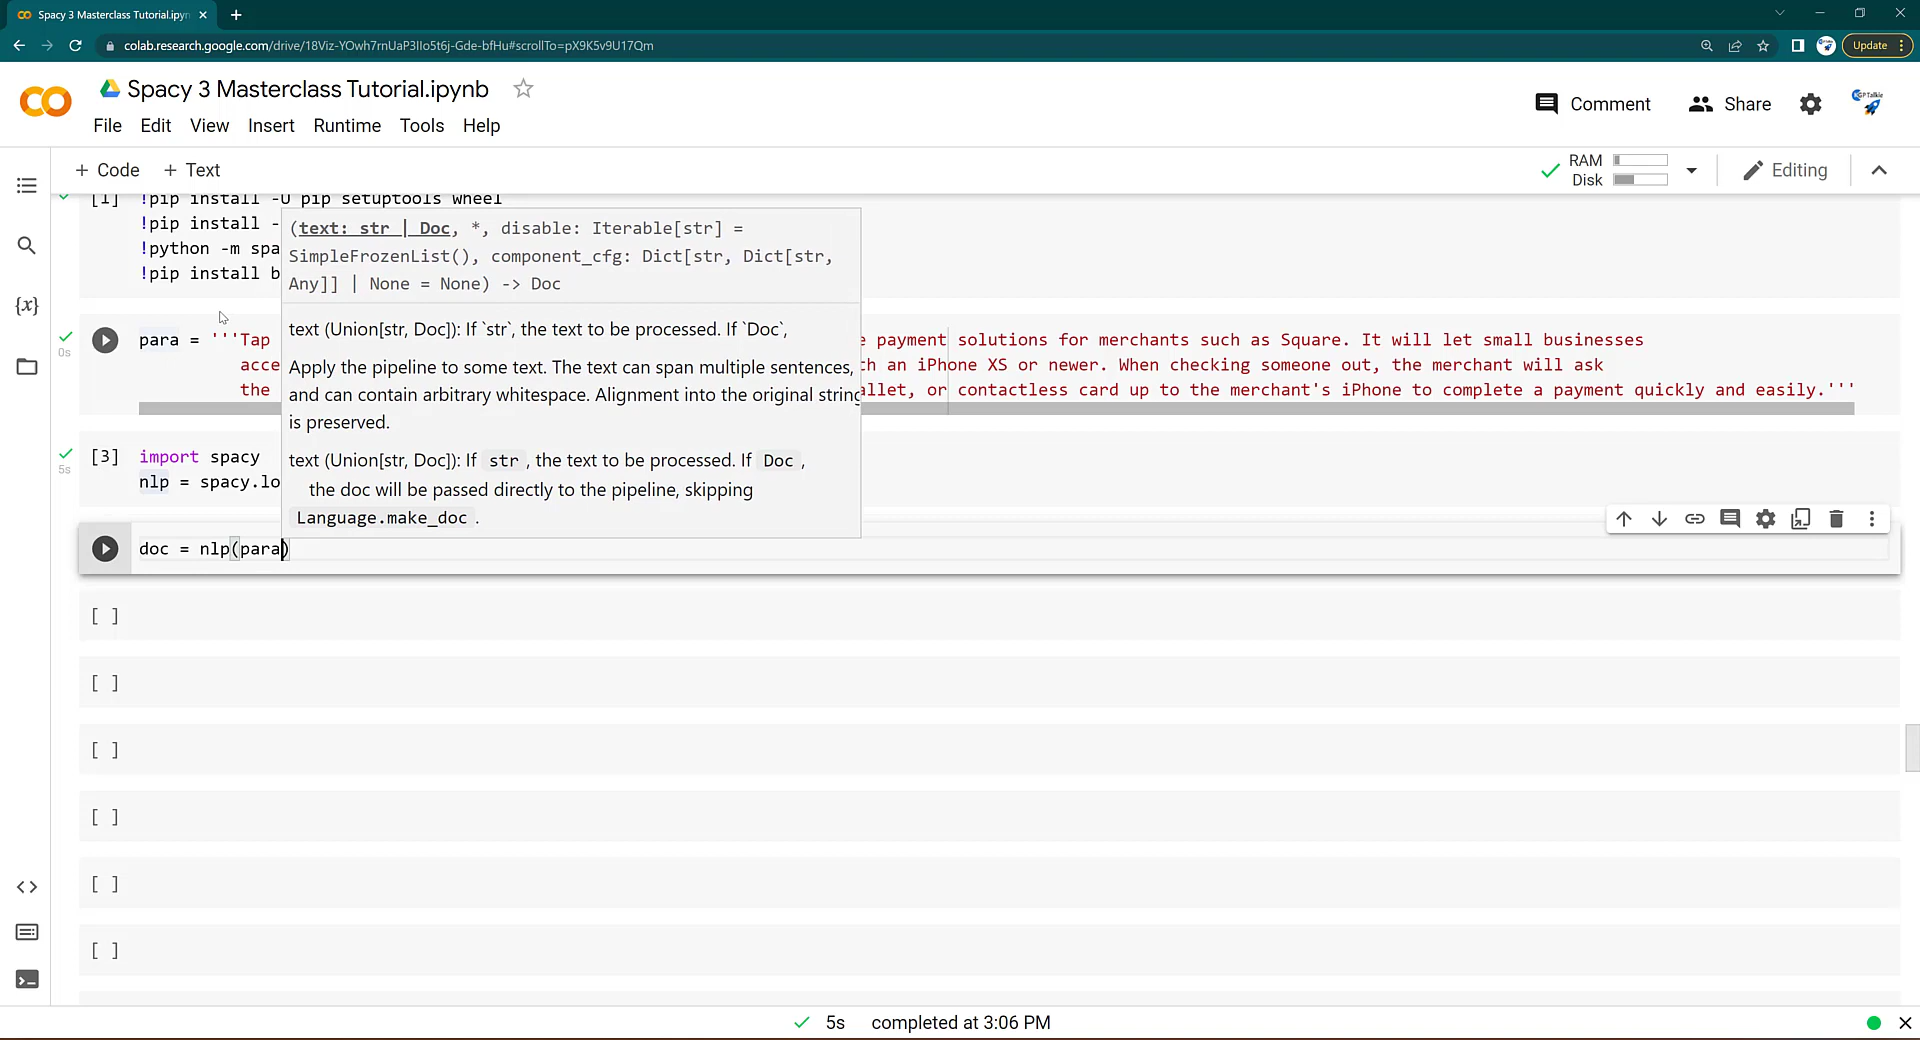 Spacy 3 Masterclass Tutorial.ipyn
colab.research.google.com/drive/18Viz-YOwh7rnUaP3IIo5t6j-Gde-bfHu#scrollTo=pX9K5v9U17Qm
Update
Spacy 3 Masterclass Tutorial.ipynb
Comment
Share
KGP Talkie
File Edit View Insert Runtime Tools Help
+ Code + Text
RAM
Disk
Editing
[1] !pip install -U pip setuptools wheel
!pip install -
!python -m spa
!pip install b
(text: str | Doc, *, disable: Iterable[str] =
SimpleFrozenList(), component_cfg: Dict[str, Dict[str,
Any]] | None = None) -> Doc
text (Union[str, Doc]): If `str`, the text to be processed. If `Doc`,
Apply the pipeline to some text. The text can span multiple sentences,
and can contain arbitrary whitespace. Alignment into the original string
is preserved.
text (Union[str, Doc]): If str, the text to be processed. If Doc,
the doc will be passed directly to the pipeline, skipping
Language.make_doc.
0s
para = '''Tap payment solutions for merchants such as Square. It will let small businesses
acce th an iPhone XS or newer. When checking someone out, the merchant will ask
the allet, or contactless card up to the merchant's iPhone to complete a payment quickly and easily.'''
5s
[3] import spacy
nlp = spacy.lo
doc = nlp(para)
[ ]
[ ]
[ ]
[ ]
[ ]
[ ]
{x}
5s completed at 3:06 PM